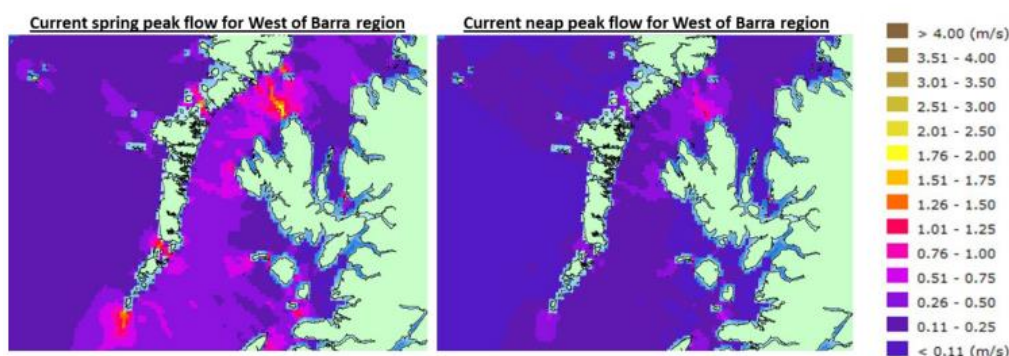 Current spring peak flow for West of Barra region
Current neap peak flow for West of Barra region
> 4.00 (m/s)
3.51 - 4.00
3.01 - 3.50
2.51 - 3.00
2.01 - 2.50
1.76 - 2.00
1.51 - 1.75
1.26 - 1.50
1.01 - 1.25
0.76 - 1.00
0.51 - 0.75
0.26 - 0.50
0.11 - 0.25
< 0.11 (m/s)